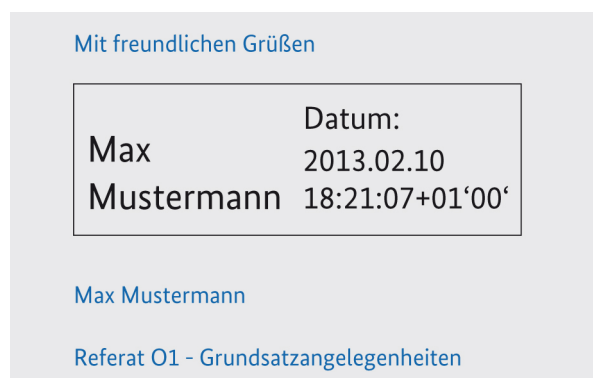 Mit freundlichen Grüßen
Max
Mustermann
Datum:
2013.02.10
18:21:07+01‘00‘
Max Mustermann
Referat O1 - Grundsatzangelegenheiten